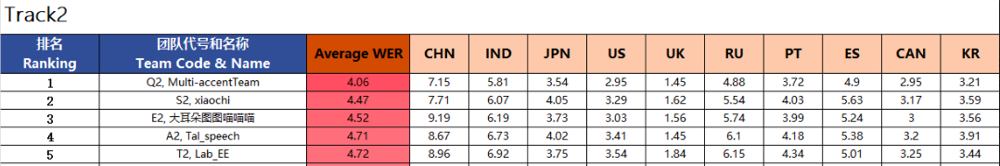 Track2
排名 团队代号和名称
Ranking Team Code & Name Average WER CHN IND JPN US UK RU PT ES CAN KR
1 Q2, Multi-accentTeam 4.06 7.15 5.81 3.54 2.95 1.45 4.88 3.72 4.9 2.95 3.21
2 S2, xiaochi 4.47 7.71 6.07 4.05 3.29 1.62 5.54 4.03 5.63 3.17 3.59
3 E2, 大耳朵图图喵喵喵 4.52 9.19 6.19 3.73 3.03 1.56 5.74 3.99 5.24 3 3.56
4 A2, Tal_speech 4.71 8.67 6.73 4.02 3.41 1.45 6.1 4.18 5.38 3.2 3.91
5 T2, Lab_EE 4.72 8.96 6.92 3.75 3.54 1.84 6.15 4.34 5.01 3.25 3.44